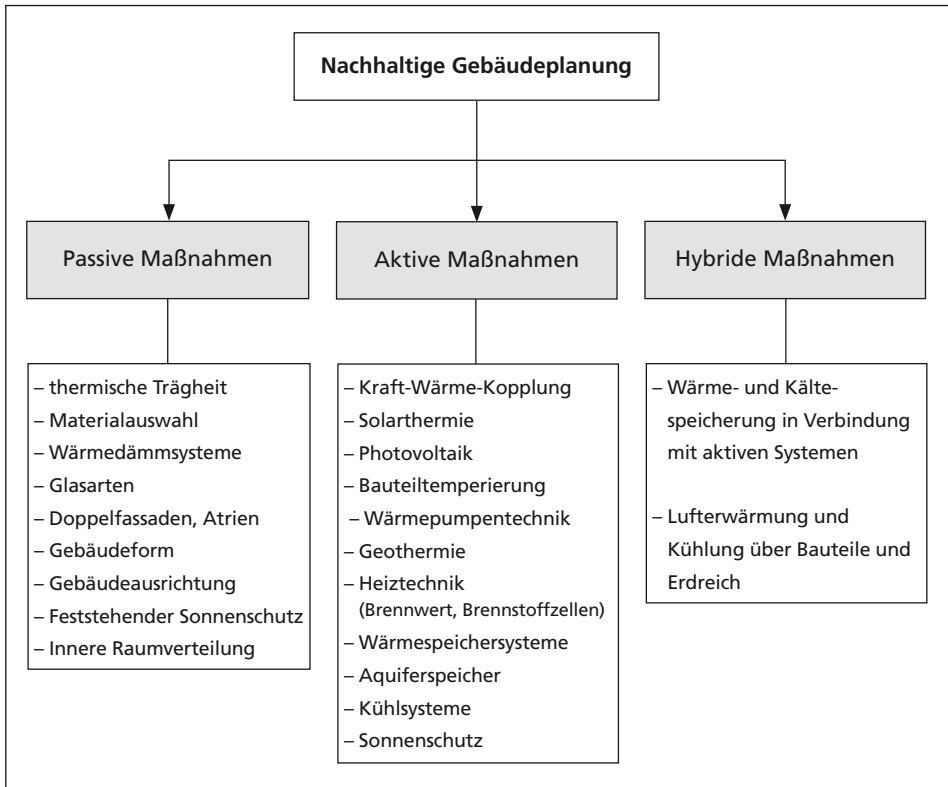 Nachhaltige Gebäudeplanung
Passive Maßnahmen
– thermische Trägheit
– Materialauswahl
– Wärmedämmsysteme
– Glasarten
– Doppelfassaden, Atrien
– Gebäudeform
– Gebäudeausrichtung
– Feststehender Sonnenschutz
– Innere Raumverteilung
Aktive Maßnahmen
– Kraft-Wärme-Kopplung
– Solarthermie
– Photovoltaik
– Bauteiltemperierung
– Wärmepumpentechnik
– Geothermie
– Heiztechnik
(Brennwert, Brennstoffzellen)
– Wärmespeichersysteme
– Aquiferspeicher
– Kühlsysteme
– Sonnenschutz
Hybride Maßnahmen
– Wärme- und Kälte-
speicherung in Verbindung
mit aktiven Systemen
– Lufterwärmung und
Kühlung über Bauteile und
Erdreich